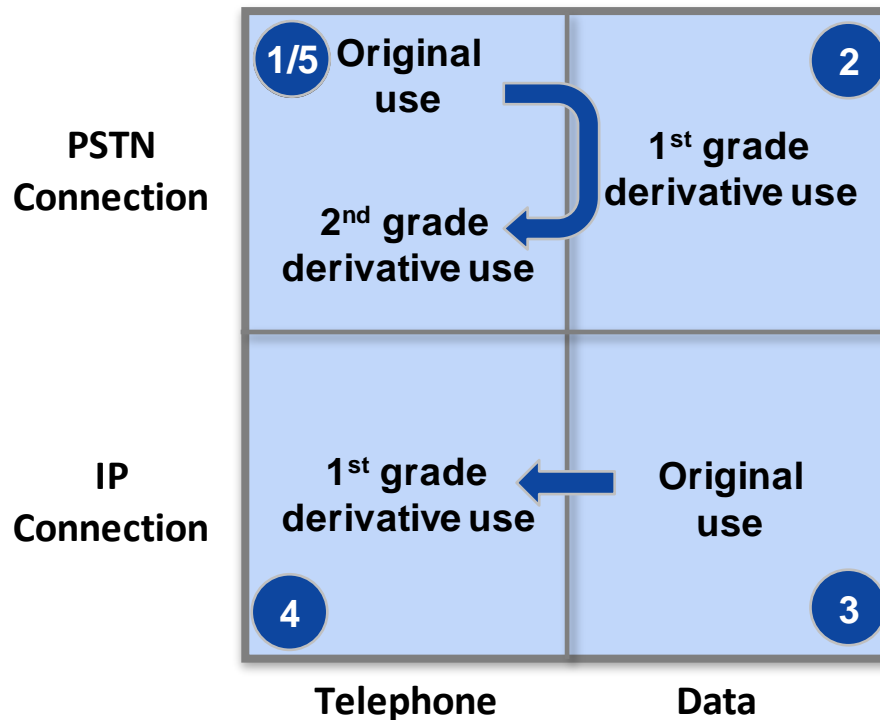 1/5
Original
use
2
PSTN
Connection
1st grade
derivative use
2nd grade
derivative use
IP
Connection
1st grade
derivative use
Original
use
4
3
Telephone
Data